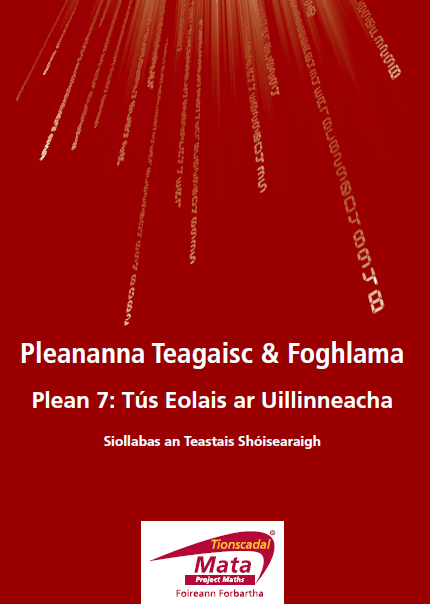 Pleananna Teagaisc & Foghlama
Plean 7: Tús Eolais ar Uillinneacha
Siollabas an Teastais Shóisearaigh
Tionscadal
®
Mata
Project Maths
Foireann Forbartha